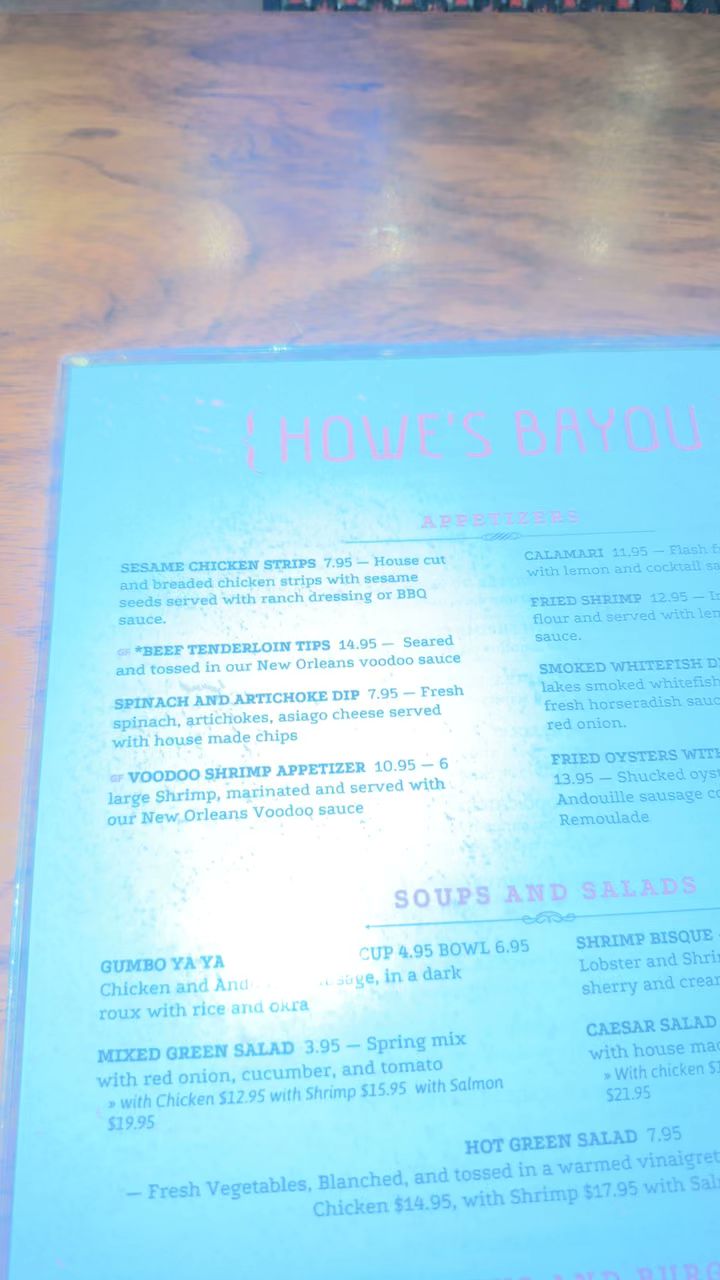 { HOWE'S BAYOU
APPETIZERS
SESAME CHICKEN STRIPS 7.95 — House cut
and breaded chicken strips with sesame
seeds served with ranch dressing or BBQ
sauce.
GF *BEEF TENDERLOIN TIPS 14.95 — Seared
and tossed in our New Orleans voodoo sauce
SPINACH AND ARTICHOKE DIP 7.95 — Fresh
spinach, artichokes, asiago cheese served
with house made chips
GF VOODOO SHRIMP APPETIZER 10.95 — 6
large Shrimp, marinated and served with
our New Orleans Voodoo sauce
CALAMARI 11.95 — Flash
with lemon and cocktail
FRIED SHRIMP 12.95 —
flour and served with
sauce.
SMOKED WHITEFISH
lakes smoked whitefish
fresh horseradish
red onion.
FRIED OYSTERS WITH
13.95 — Shucked
Andouille sausage
Remoulade
SOUPS AND SALADS
GUMBO YA YA CUP 4.95 BOWL 6.95
Chicken and in a dark
roux with rice and okra
MIXED GREEN SALAD 3.95 — Spring mix
with red onion, cucumber, and tomato
» with Chicken $12.95 with Shrimp $15.95 with Salmon
$19.95
SHRIMP BISQUE
Lobster and
sherry and
CAESAR SALAD
with house
» With chicken
$21.95
HOT GREEN SALAD 7.95
— Fresh Vegetables, Blanched, and tossed in a warmed
Chicken $14.95, with Shrimp $17.95 with
AND